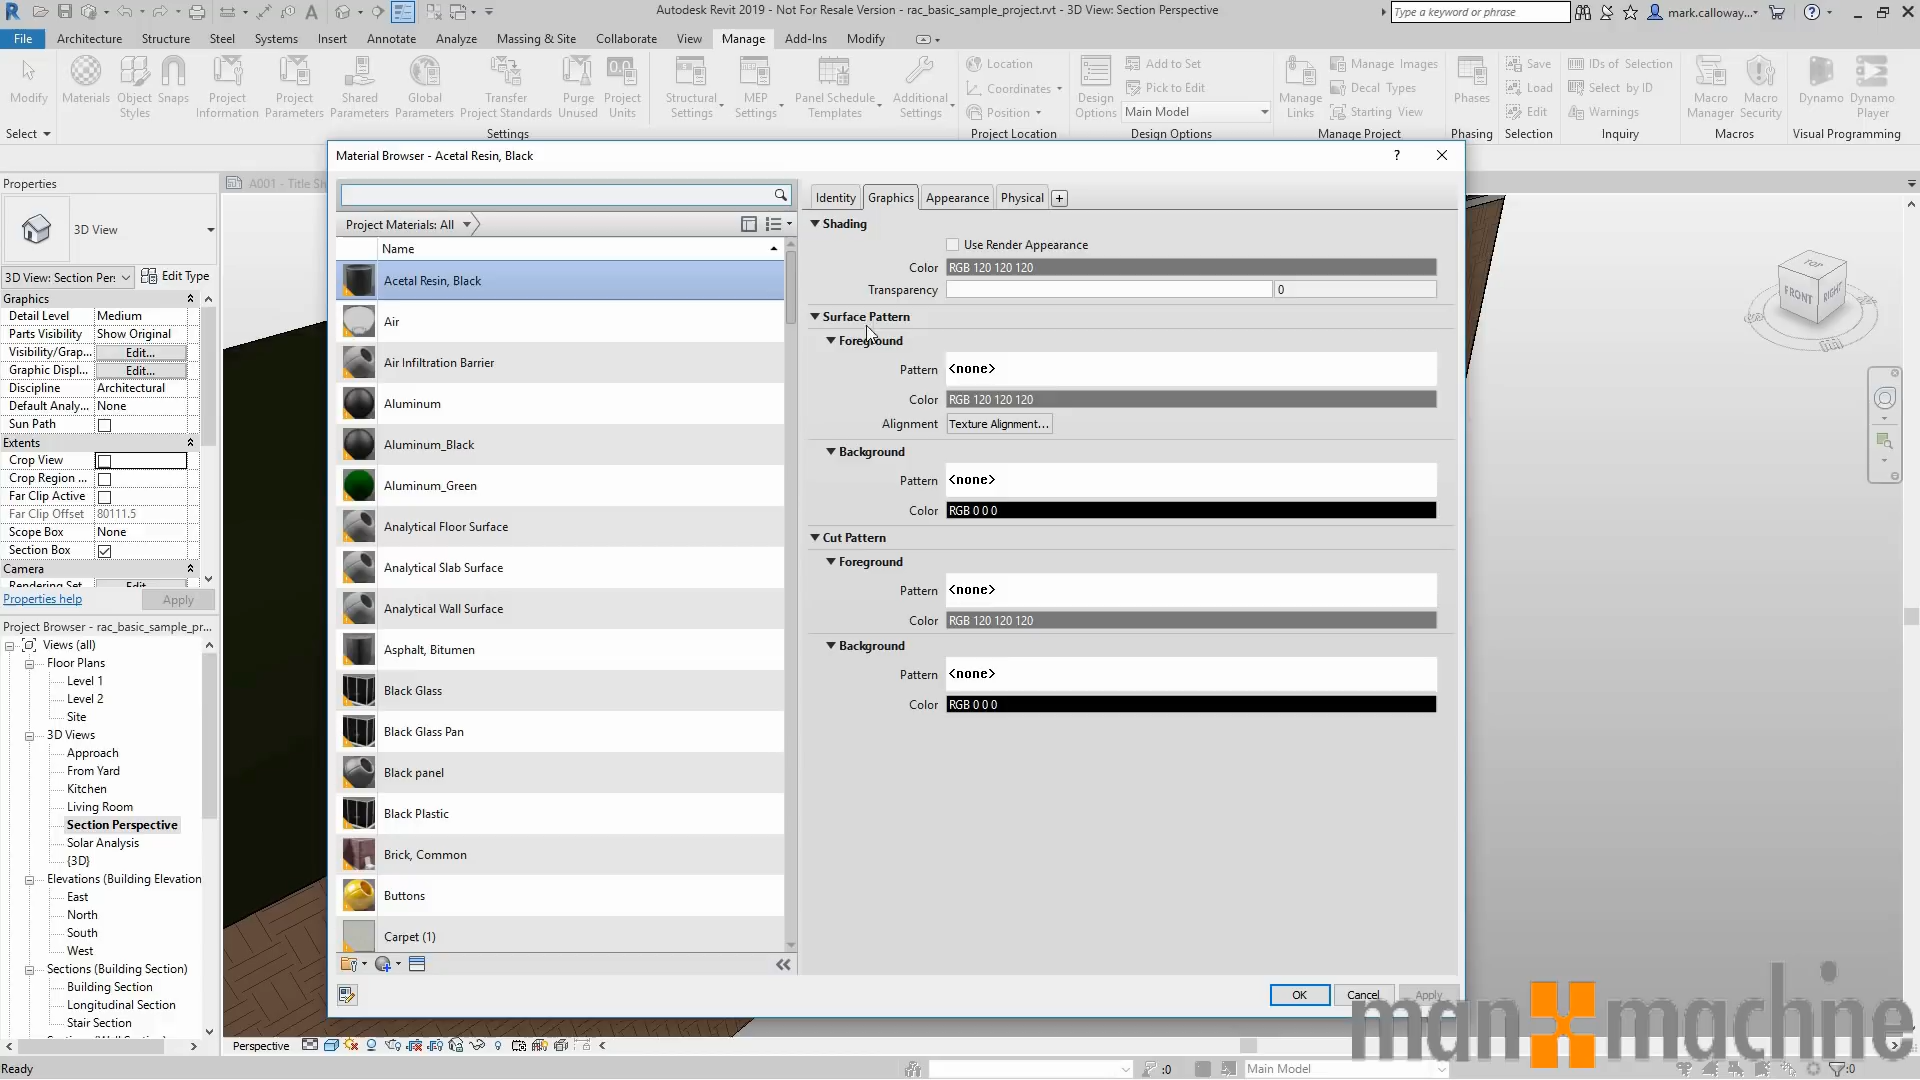 Autodesk Revit 2019 - Not For Resale Version - rac_basic_sample_project.rvt - 3D View: Section Perspective
Type a keyword or phrase
mark.calloway...
File Architecture Structure Steel Systems Insert Annotate Analyze Massing & Site Collaborate View Manage Add-Ins Modify
Modify
Materials
Object Styles
Snaps
Project Information
Project Parameters
Shared Parameters
Global Parameters
Transfer Project Standards
Purge Unused
Project Units
Structural Settings
MEP Settings
Panel Schedule Templates
Additional Settings
Location
Coordinates
Position
Design Options
Add to Set
Pick to Edit
Main Model
Manage Links
Manage Images
Decal Types
Starting View
Phases
Save
Load
Edit
IDs of Selection
Select by ID
Warnings
Macro Manager
Macro Security
Dynamo
Dynamo Player
Select Settings Project Location Design Options Manage Project Phasing Selection Inquiry Macros Visual Programming
Properties
3D View
3D View: Section Per:
Edit Type
Graphics
Detail Level Medium
Parts Visibility Show Original
Visibility/Grap... Edit...
Graphic Displ... Edit...
Discipline Architectural
Default Analy... None
Sun Path
Extents
Crop View
Crop Region ...
Far Clip Active
Far Clip Offset 80111.5
Scope Box None
Section Box
Camera
Rendering Set Edit
Properties help
Apply
Project Browser - rac_basic_sample_pr...
Views (all)
Floor Plans
Level 1
Level 2
Site
3D Views
Approach
From Yard
Kitchen
Living Room
Section Perspective
Solar Analysis
{3D}
Elevations (Building Elevation
East
North
South
West
Sections (Building Section)
Building Section
Longitudinal Section
Stair Section
A001 - Title Sh
Material Browser - Acetal Resin, Black
?
Project Materials: All
Name
Acetal Resin, Black
Air
Air Infiltration Barrier
Aluminum
Aluminum_Black
Aluminum_Green
Analytical Floor Surface
Analytical Slab Surface
Analytical Wall Surface
Asphalt, Bitumen
Black Glass
Black Glass Pan
Black panel
Black Plastic
Brick, Common
Buttons
Carpet (1)
Identity Graphics Appearance Physical +
Shading
Use Render Appearance
Color RGB 120 120 120
Transparency 0
Surface Pattern
Foreground
Pattern <none>
Color RGB 120 120 120
Alignment Texture Alignment...
Background
Pattern <none>
Color RGB 0 0 0
Cut Pattern
Foreground
Pattern <none>
Color RGB 120 120 120
Background
Pattern <none>
Color RGB 0 0 0
OK Cancel Apply
TOP
FRONT
RIGHT
Perspective
Ready
:0
Main Model
:0
man machine